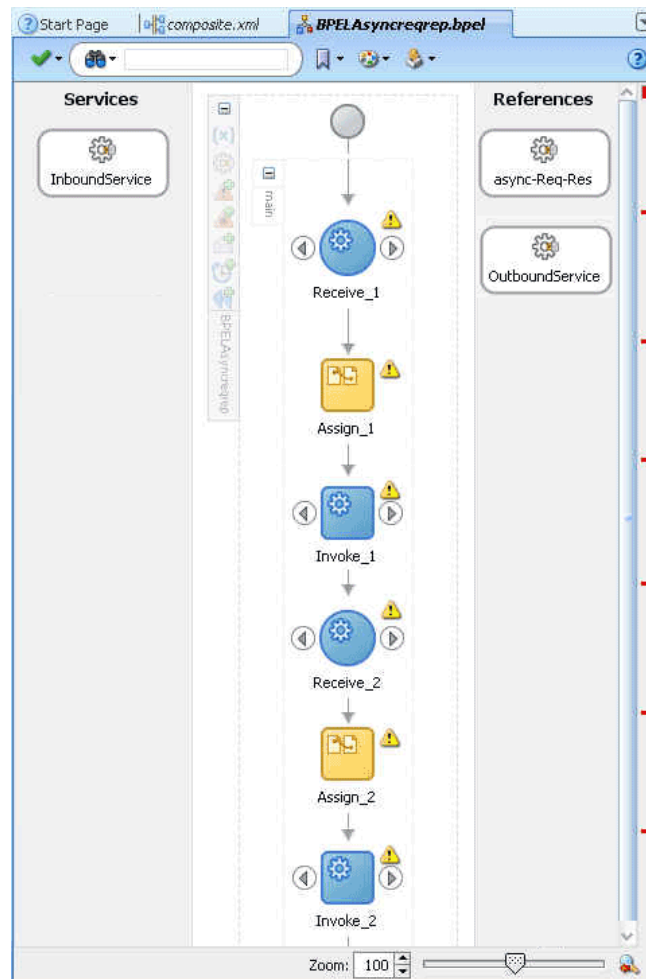 Start Page
composite.xml
BPELAsyncreqrep.bpel
Services
References
InboundService
async-Req-Res
OutboundService
main
BPELAsyncreqrep
Receive_1
Assign_1
Invoke_1
Receive_2
Assign_2
Invoke_2
Zoom: 100